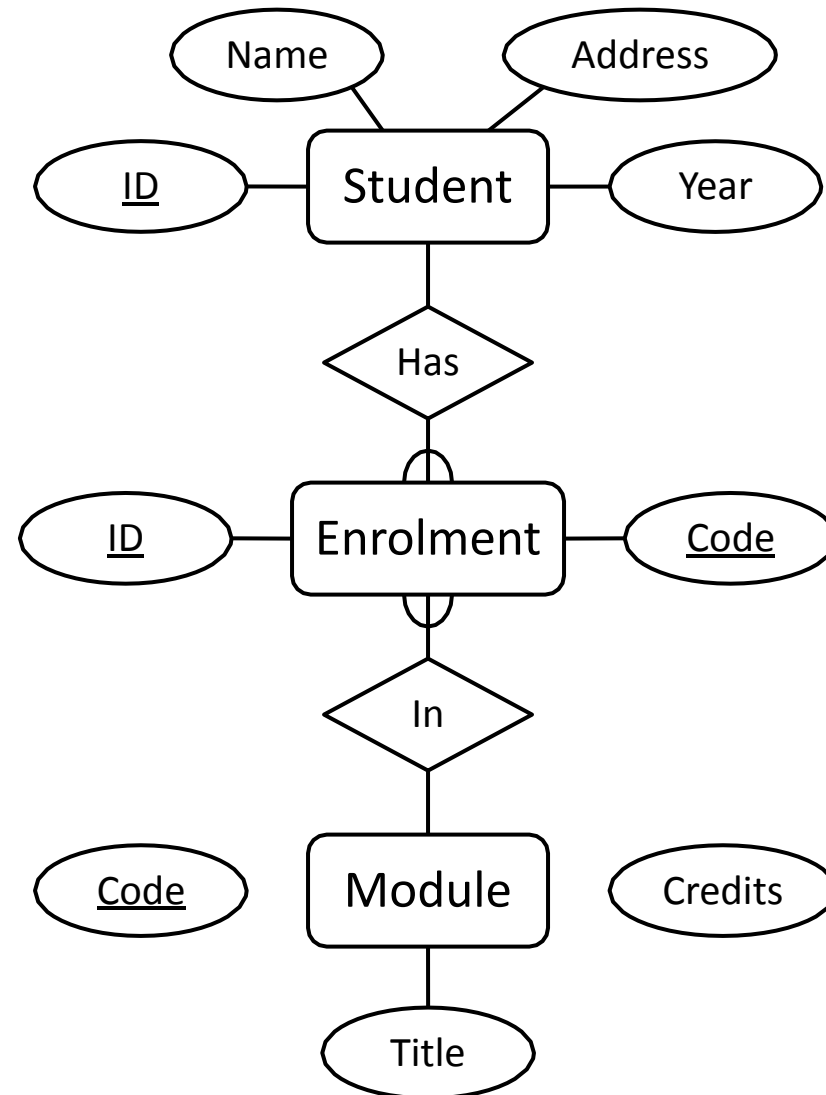 Name
Address
ID
Student
Year
Has
ID
Enrolment
Code
In
Code
Module
Credits
Title